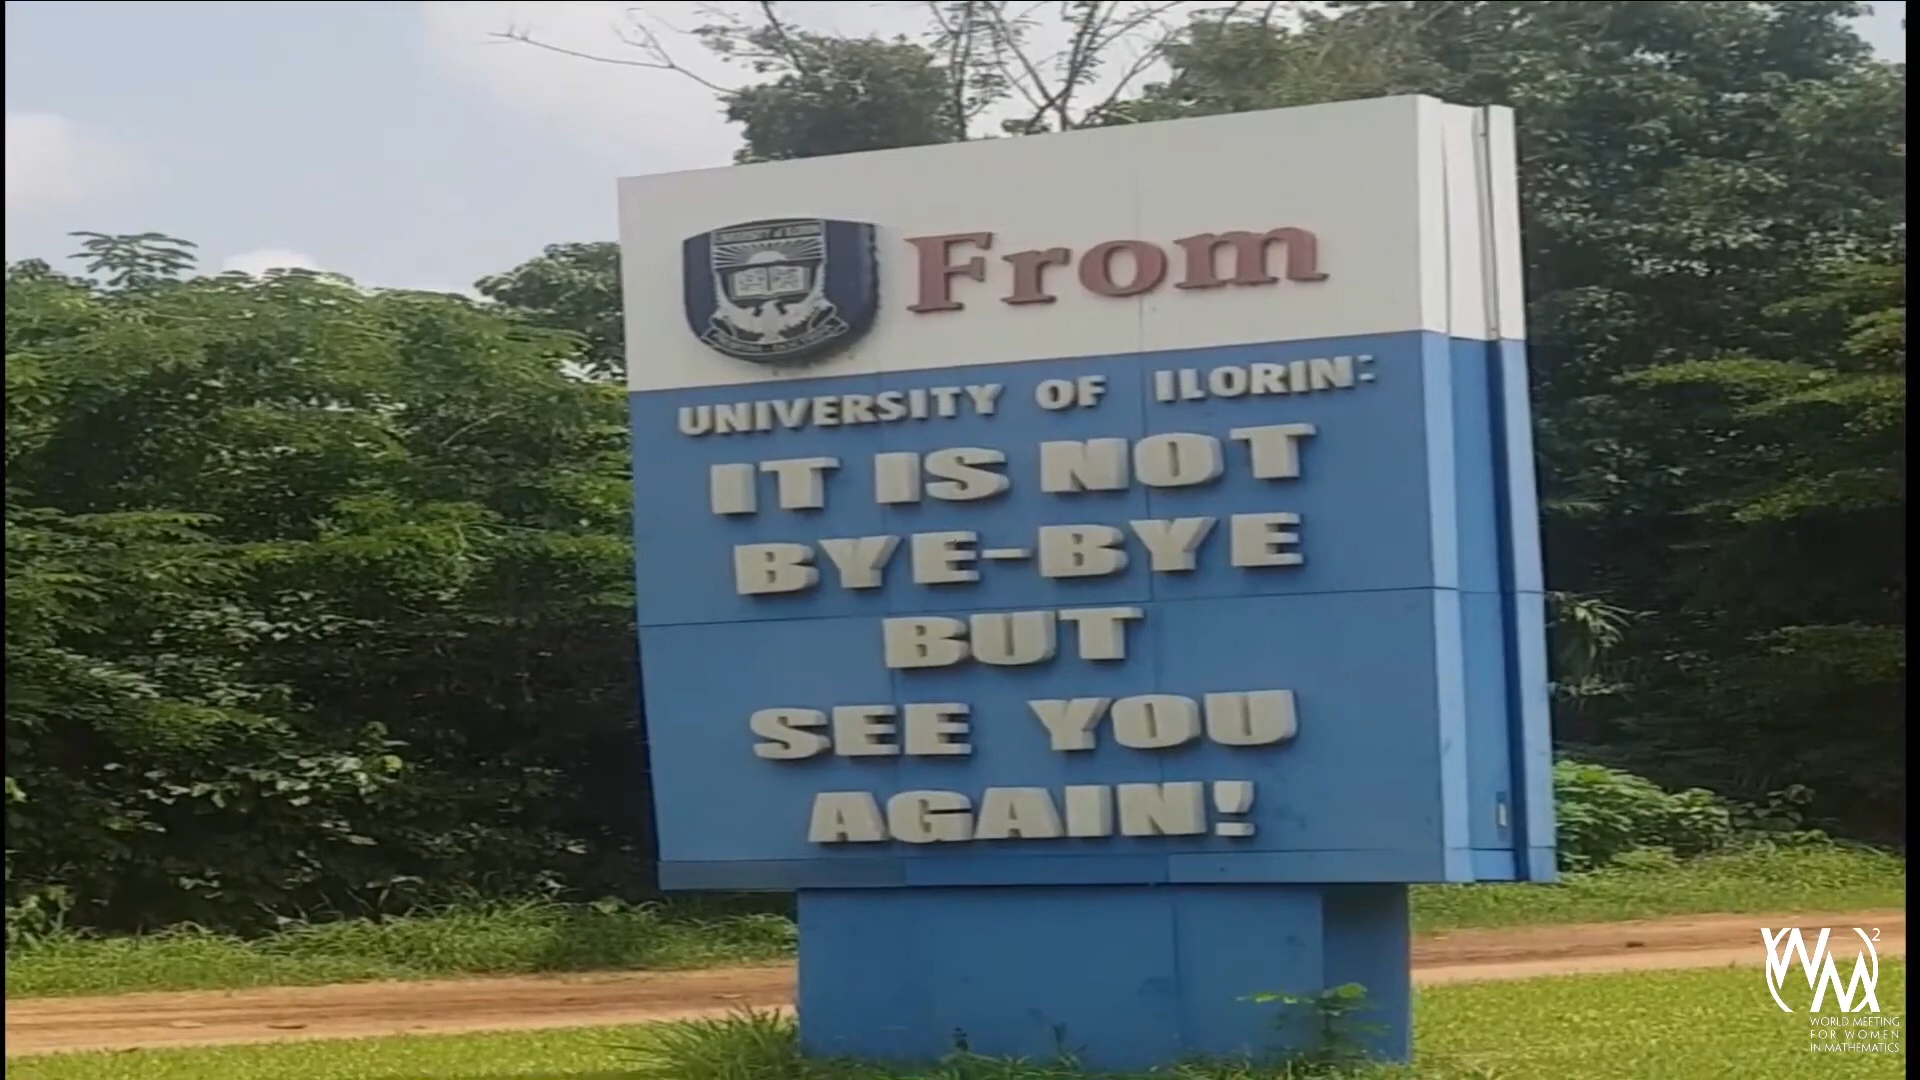 From
UNIVERSITY OF ILORIN:
IT IS NOT
BYE-BYE
BUT
SEE YOU
AGAIN!
WORLD MEETING
FOR WOMEN
IN MATHEMATICS